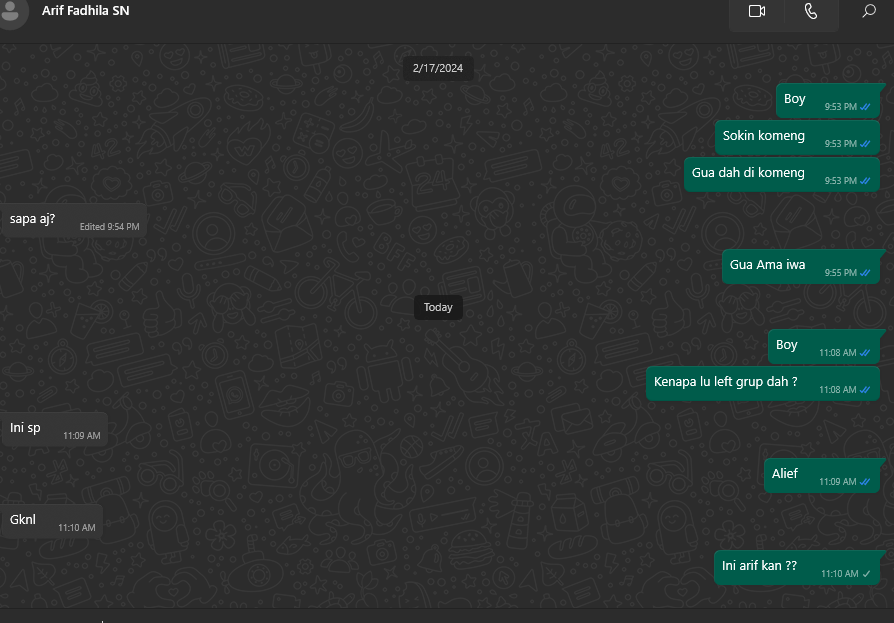 Arif Fadhila SN
2/17/2024
Boy 9:53 PM
Sokin komeng 9:53 PM
Gua dah di komeng 9:53 PM
sapa aj? Edited 9:54 PM
Gua Ama iwa 9:55 PM
Today
Boy 11:08 AM
Kenapa lu left grup dah ? 11:08 AM
Ini sp 11:09 AM
Alief 11:09 AM
Gknl 11:10 AM
Ini arif kan ?? 11:10 AM